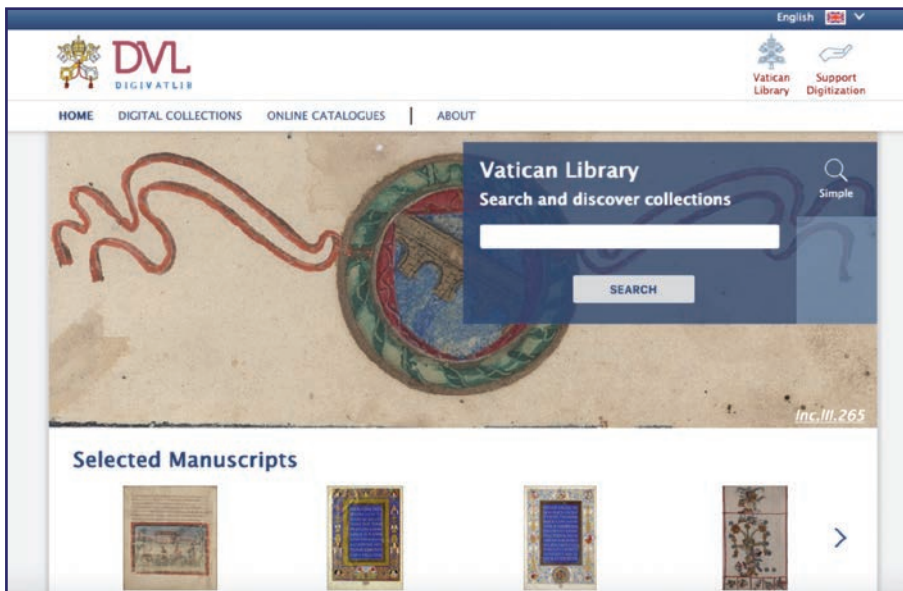 English
DVL
DIGIVATLIB
Vatican
Library
Support
Digitization
HOME DIGITAL COLLECTIONS ONLINE CATALOGUES ABOUT
Vatican Library
Search and discover collections
Simple
SEARCH
Inc.III.265
Selected Manuscripts